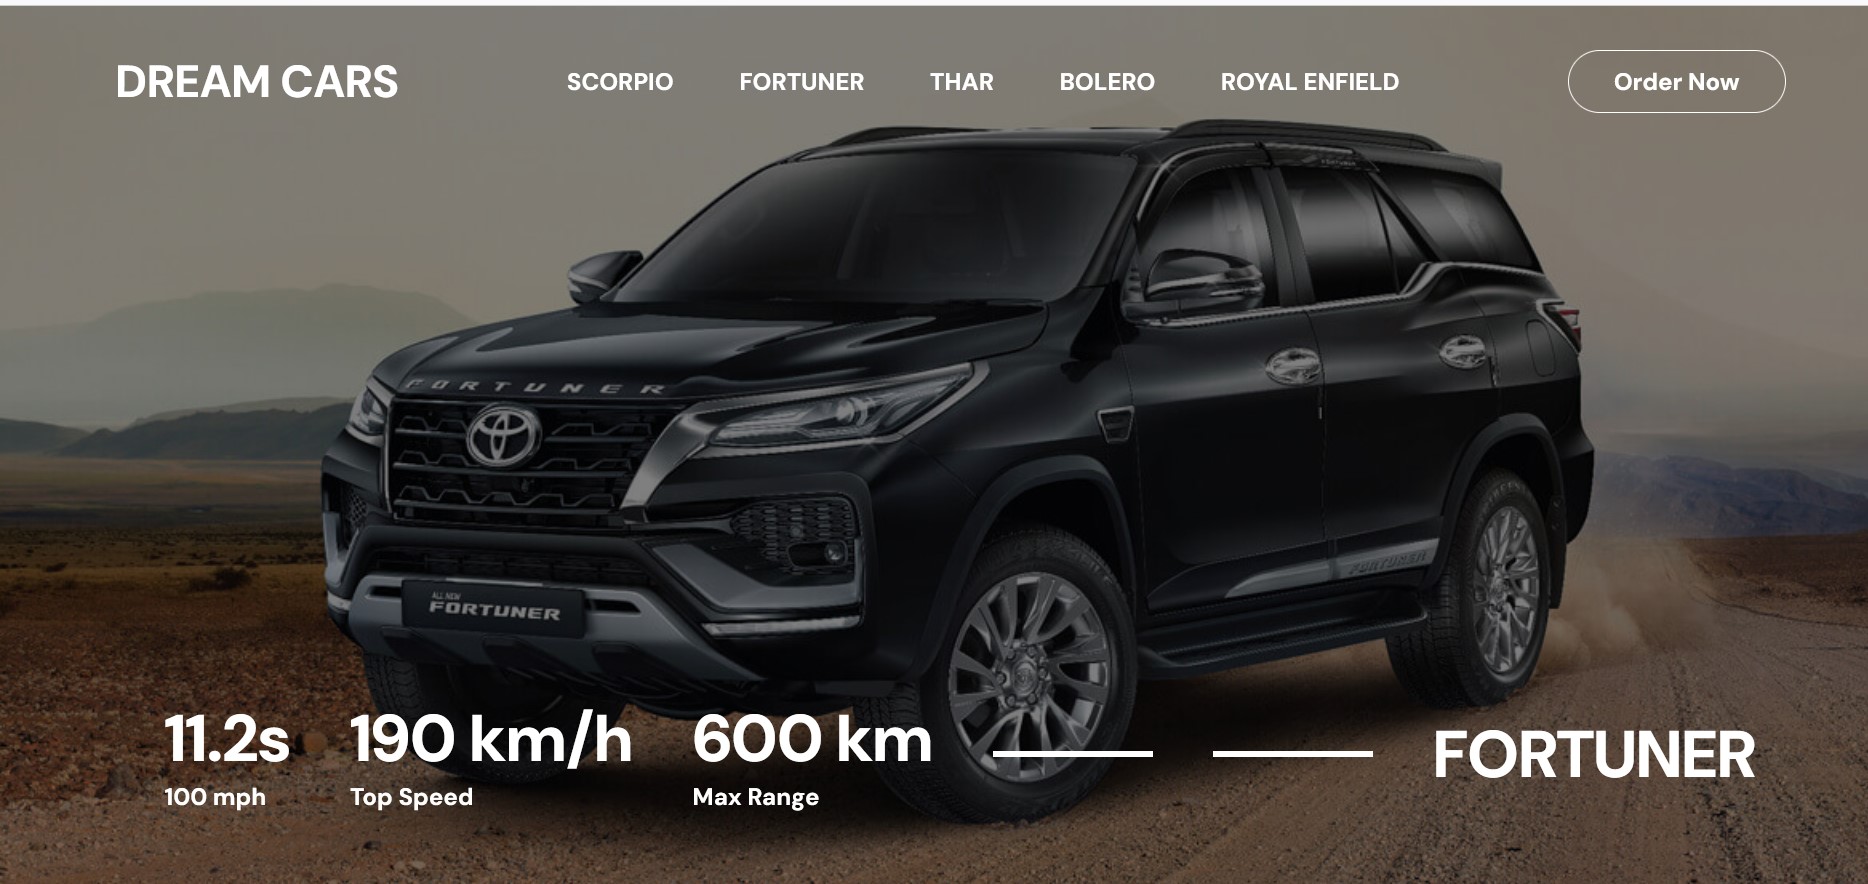 DREAM CARS
SCORPIO FORTUNER THAR BOLERO ROYAL ENFIELD
Order Now
FORTUNER
FORTUNER
ALL NEW
FORTUNER
FORTUNER
11.2s 190 km/h 600 km
100 mph Top Speed Max Range
FORTUNER